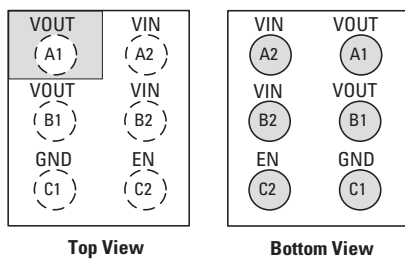 VOUT VIN
A1 A2
VOUT VIN
B1 B2
GND EN
C1 C2
Top View
VIN VOUT
A2 A1
VIN VOUT
B2 B1
EN GND
C2 C1
Bottom View